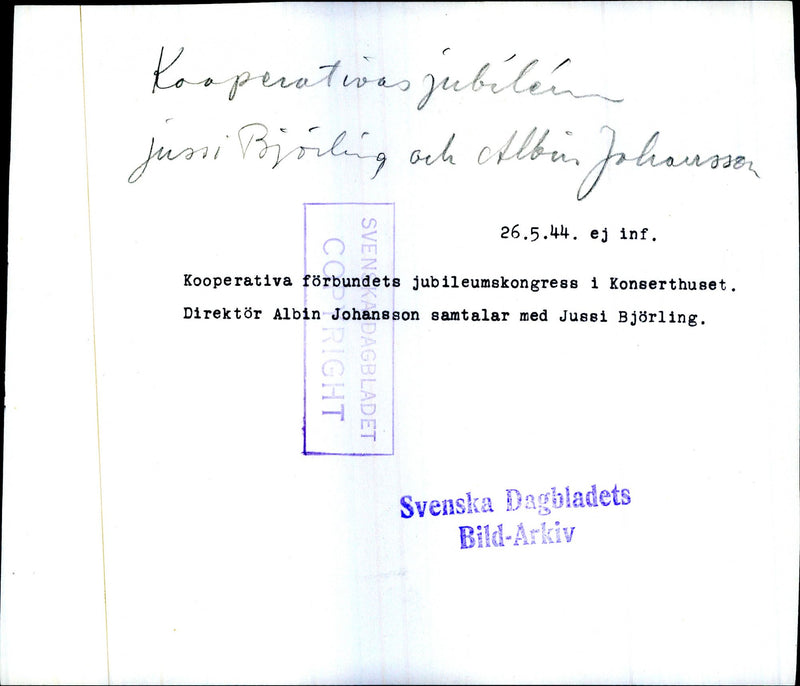 Kooperativas jubiléum
jussi Björling och Albin Johansson
26.5.44. ej inf.
Kooperativa förbundets jubileumskongress i Konserthuset.
Direktör Albin Johansson samtalar med Jussi Björling.
SVENSKA DAGBLADET
COPYRIGHT
Svenska Dagbladets
Bild-Arkiv